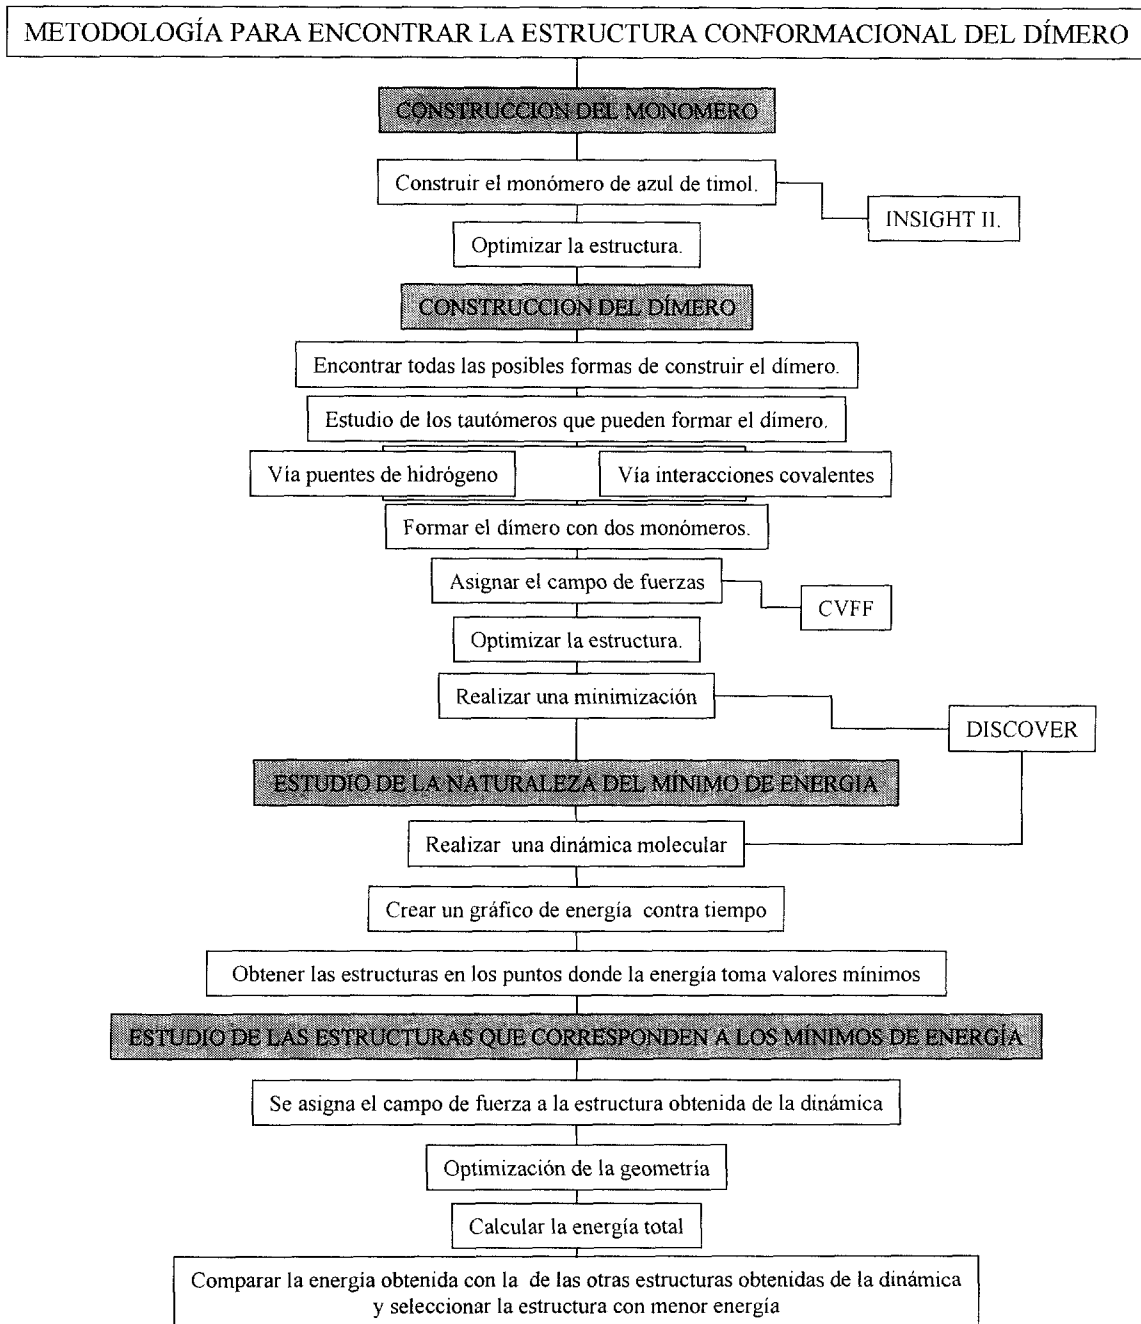 METODOLOGÍA PARA ENCONTRAR LA ESTRUCTURA CONFORMACIONAL DEL DÍMERO
CONSTRUCCION DEL MONOMERO
Construir el monómero de azul de timol.
INSIGHT II.
Optimizar la estructura.
CONSTRUCCION DEL DÍMERO
Encontrar todas las posibles formas de construir el dímero.
Estudio de los tautómeros que pueden formar el dímero.
Vía puentes de hidrógeno
Vía interacciones covalentes
Formar el dímero con dos monómeros.
Asignar el campo de fuerzas
CVFF
Optimizar la estructura.
Realizar una minimización
DISCOVER
ESTUDIO DE LA NATURALEZA DEL MÍNIMO DE ENERGIA
Realizar una dinámica molecular
Crear un gráfico de energía contra tiempo
Obtener las estructuras en los puntos donde la energía toma valores mínimos
ESTUDIO DE LAS ESTRUCTURAS QUE CORRESPONDEN A LOS MÍNIMOS DE ENERGÍA
Se asigna el campo de fuerza a la estructura obtenida de la dinámica
Optimización de la geometría
Calcular la energía total
Comparar la energía obtenida con la de las otras estructuras obtenidas de la dinámica
y seleccionar la estructura con menor energía